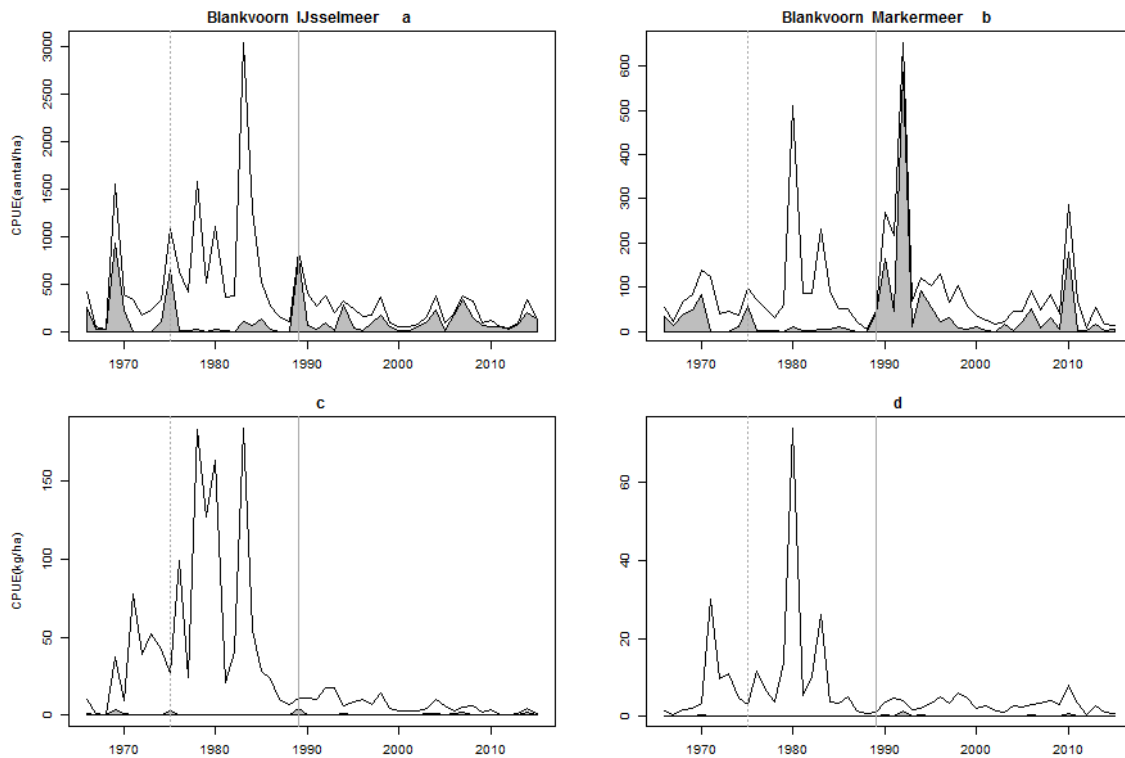 Blankvoorn IJsselmeer a
CPUE(aantal/ha)
3000
2500
2000
1500
1000
500
0
1970 1980 1990 2000 2010
Blankvoorn Markermeer b
600
500
400
300
200
100
0
1970 1980 1990 2000 2010
c
CPUE(kg/ha)
150
100
50
0
1970 1980 1990 2000 2010
d
60
40
20
0
1970 1980 1990 2000 2010